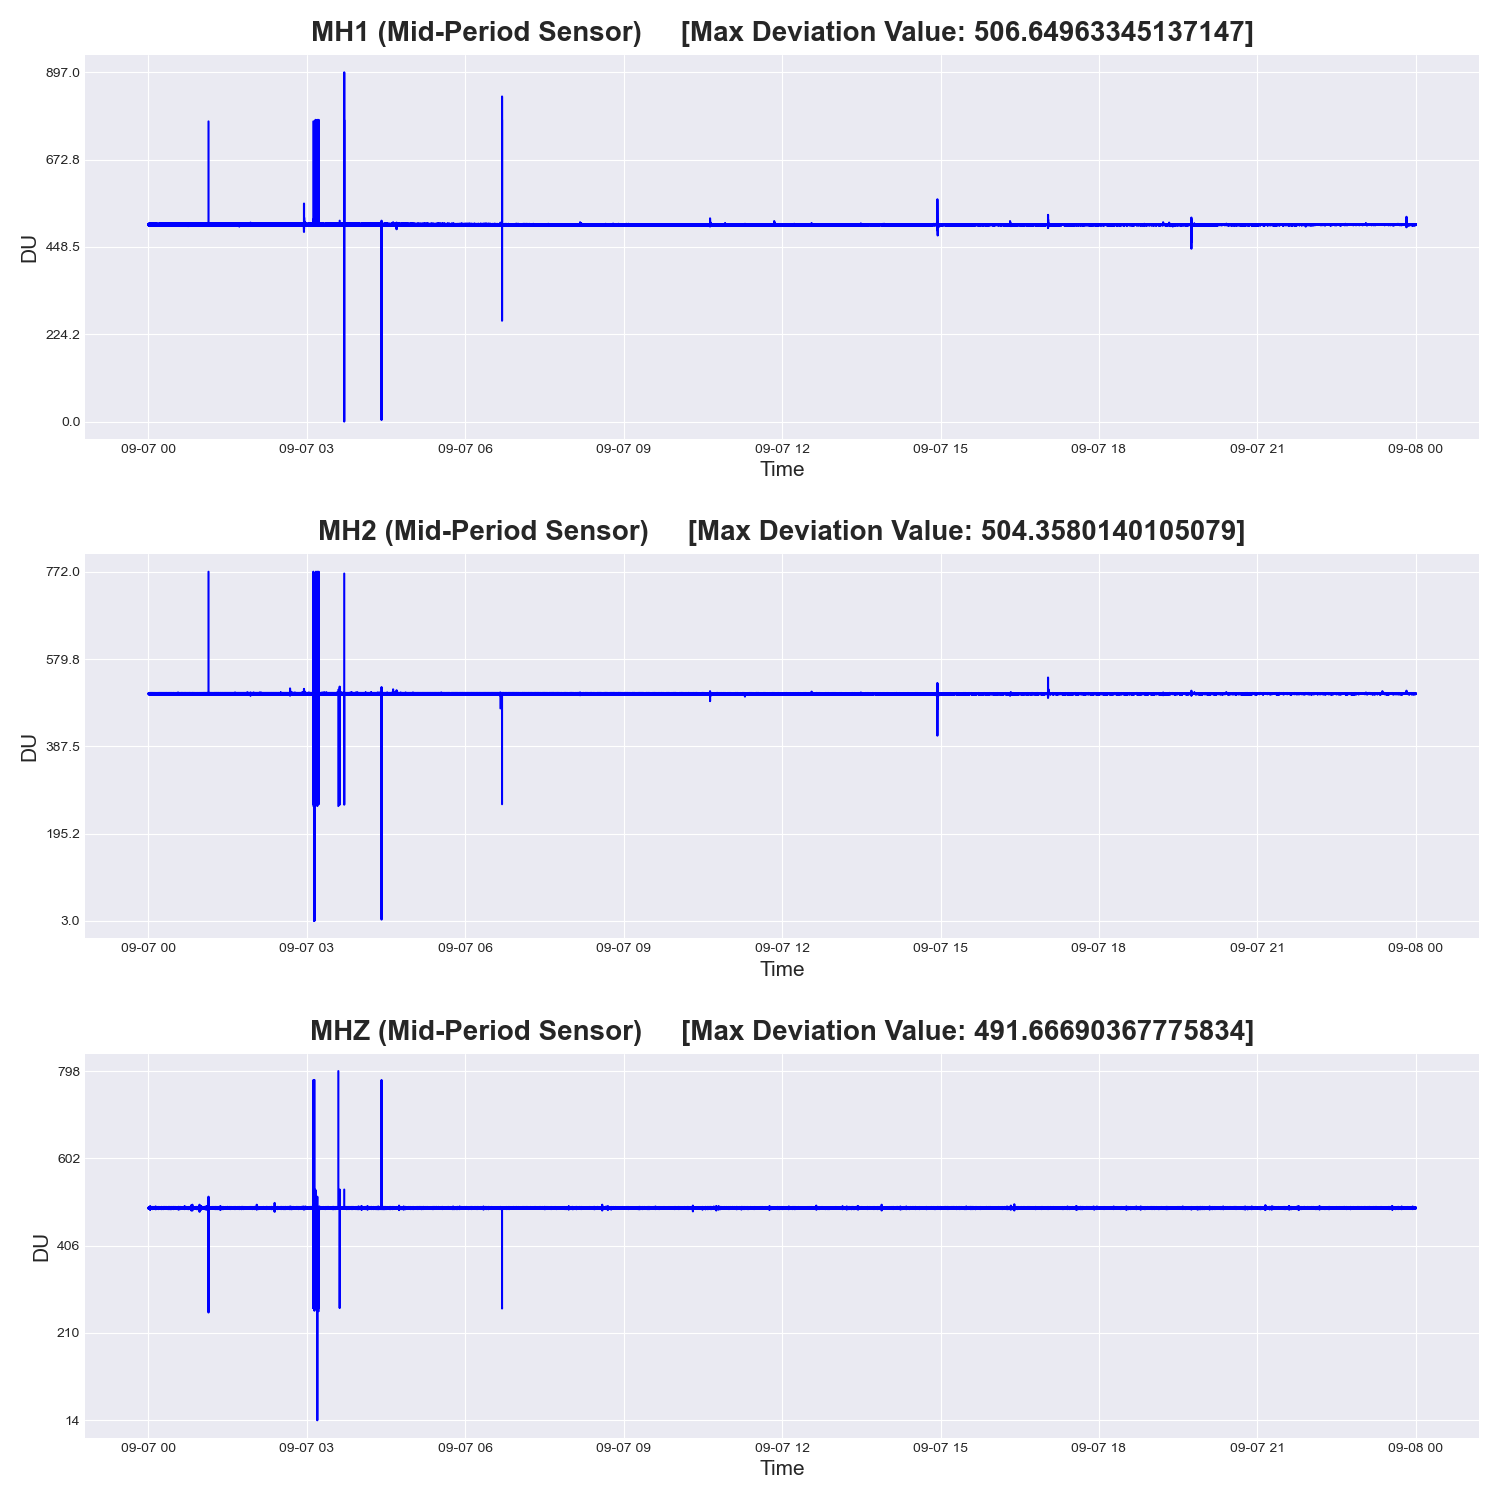 MH1 (Mid-Period Sensor) [Max Deviation Value: 506.64963345137147]
897.0
672.8
448.5
224.2
0.0
DU
09-07 00 09-07 03 09-07 06 09-07 09 09-07 12 09-07 15 09-07 18 09-07 21 09-08 00
Time
MH2 (Mid-Period Sensor) [Max Deviation Value: 504.3580140105079]
772.0
579.8
387.5
195.2
3.0
DU
09-07 00 09-07 03 09-07 06 09-07 09 09-07 12 09-07 15 09-07 18 09-07 21 09-08 00
Time
MHZ (Mid-Period Sensor) [Max Deviation Value: 491.66690367775834]
798
602
406
210
14
DU
09-07 00 09-07 03 09-07 06 09-07 09 09-07 12 09-07 15 09-07 18 09-07 21 09-08 00
Time